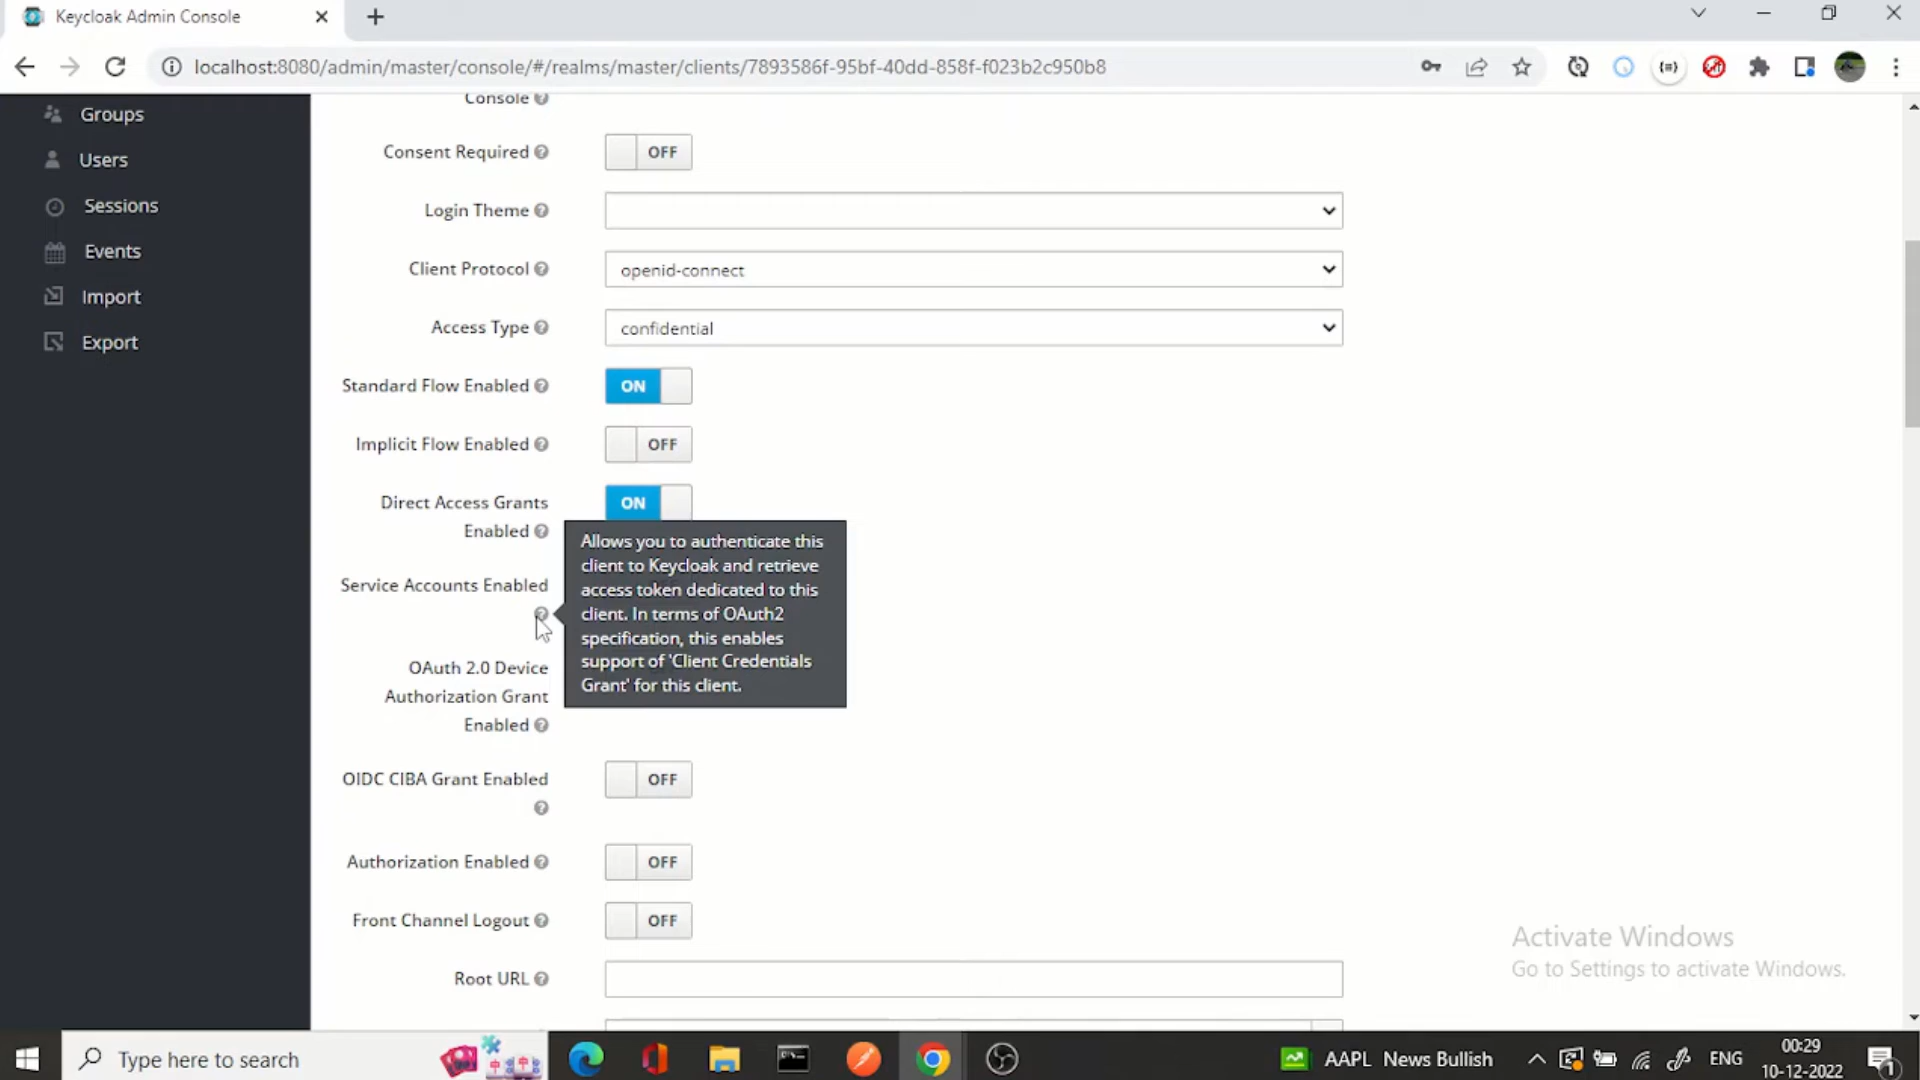 Keycloak Admin Console
localhost:8080/admin/master/console/#/realms/master/clients/7893586f-95bf-40dd-858f-f023b2c950b8
Groups
Users
Sessions
Events
Import
Export
Console
Consent Required
OFF
Login Theme
Client Protocol
openid-connect
Access Type
confidential
Standard Flow Enabled
ON
Implicit Flow Enabled
OFF
Direct Access Grants
Enabled
ON
Service Accounts Enabled
Allows you to authenticate this
client to Keycloak and retrieve
access token dedicated to this
client. In terms of OAuth2
specification, this enables
support of 'Client Credentials
Grant' for this client.
OAuth 2.0 Device
Authorization Grant
Enabled
OIDC CIBA Grant Enabled
OFF
Authorization Enabled
OFF
Front Channel Logout
OFF
Root URL
Activate Windows
Go to Settings to activate Windows.
Type here to search
AAPL News Bullish
ENG
00:29
10-12-2022
1